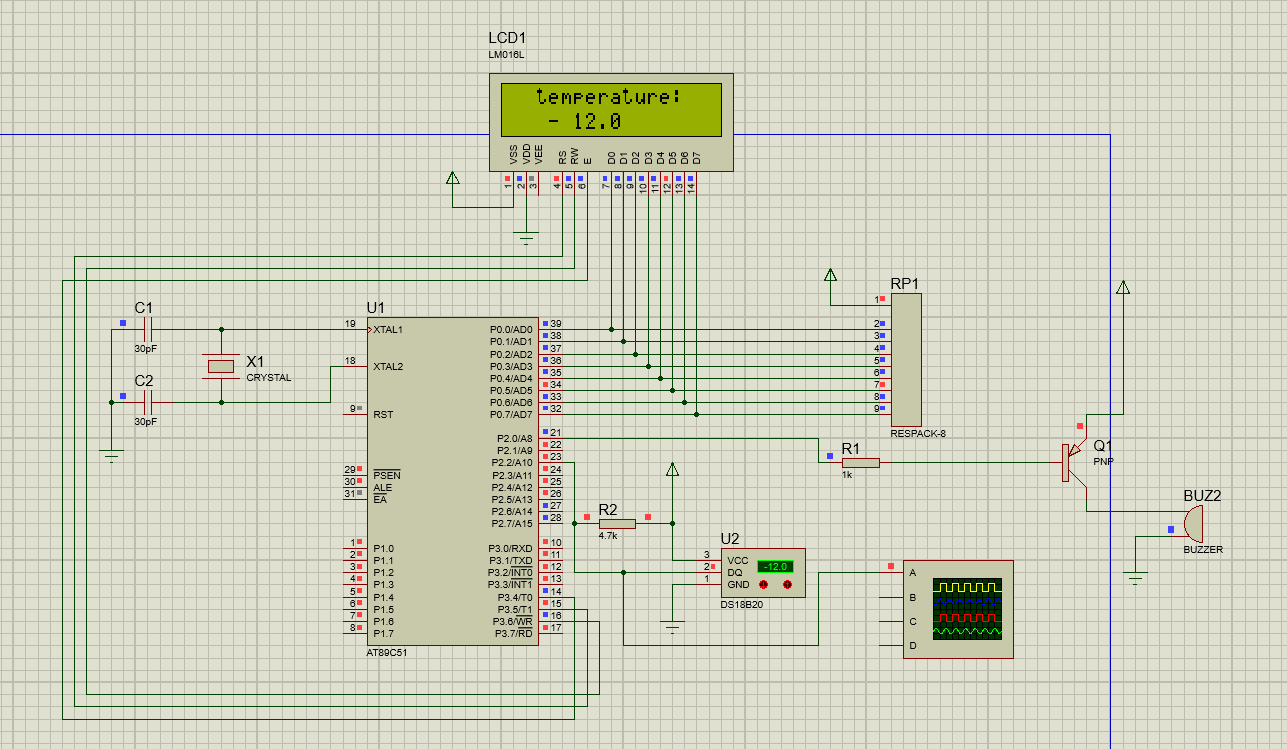 LCD1
LM016L
temperature:
- 12.0
VSS VDD VEE RS RW E D0 D1 D2 D3 D4 D5 D6 D7
1 2 3 4 5 6 7 8 9 10 11 12 13 14
C1
30pF
C2
30pF
X1
CRYSTAL
U1
19 XTAL1 P0.0/AD0 39
P0.1/AD1 38
P0.2/AD2 37
18 XTAL2 P0.3/AD3 36
P0.4/AD4 35
P0.5/AD5 34
P0.6/AD6 33
9 RST P0.7/AD7 32
P2.0/A8 21
P2.1/A9 22
P2.2/A10 23
29 PSEN P2.3/A11 24
30 ALE P2.4/A12 25
31 EA P2.5/A13 26
P2.6/A14 27
P2.7/A15 28
1 P1.0 P3.0/RXD 10
2 P1.1 P3.1/TXD 11
3 P1.2 P3.2/INT0 12
4 P1.3 P3.3/INT1 13
5 P1.4 P3.4/T0 14
6 P1.5 P3.5/T1 15
7 P1.6 P3.6/WR 16
8 P1.7 P3.7/RD 17
AT89C51
RP1
1
2
3
4
5
6
7
8
9
RESPACK-8
R1
1k
Q1
PNP
BUZ2
BUZZER
R2
4.7k
U2
3 VCC
2 DQ
1 GND
-12.0
DS18B20
A
B
C
D